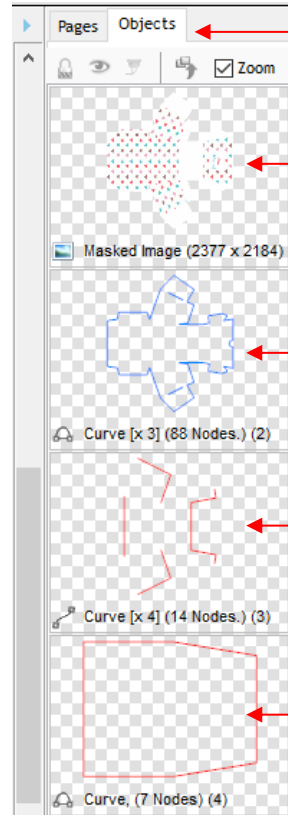 Pages Objects
Zoom
Masked Image (2377 x 2184)
Curve [x 3] (88 Nodes.) (2)
Curve [x 4] (14 Nodes.) (3)
Curve, (7 Nodes) (4)